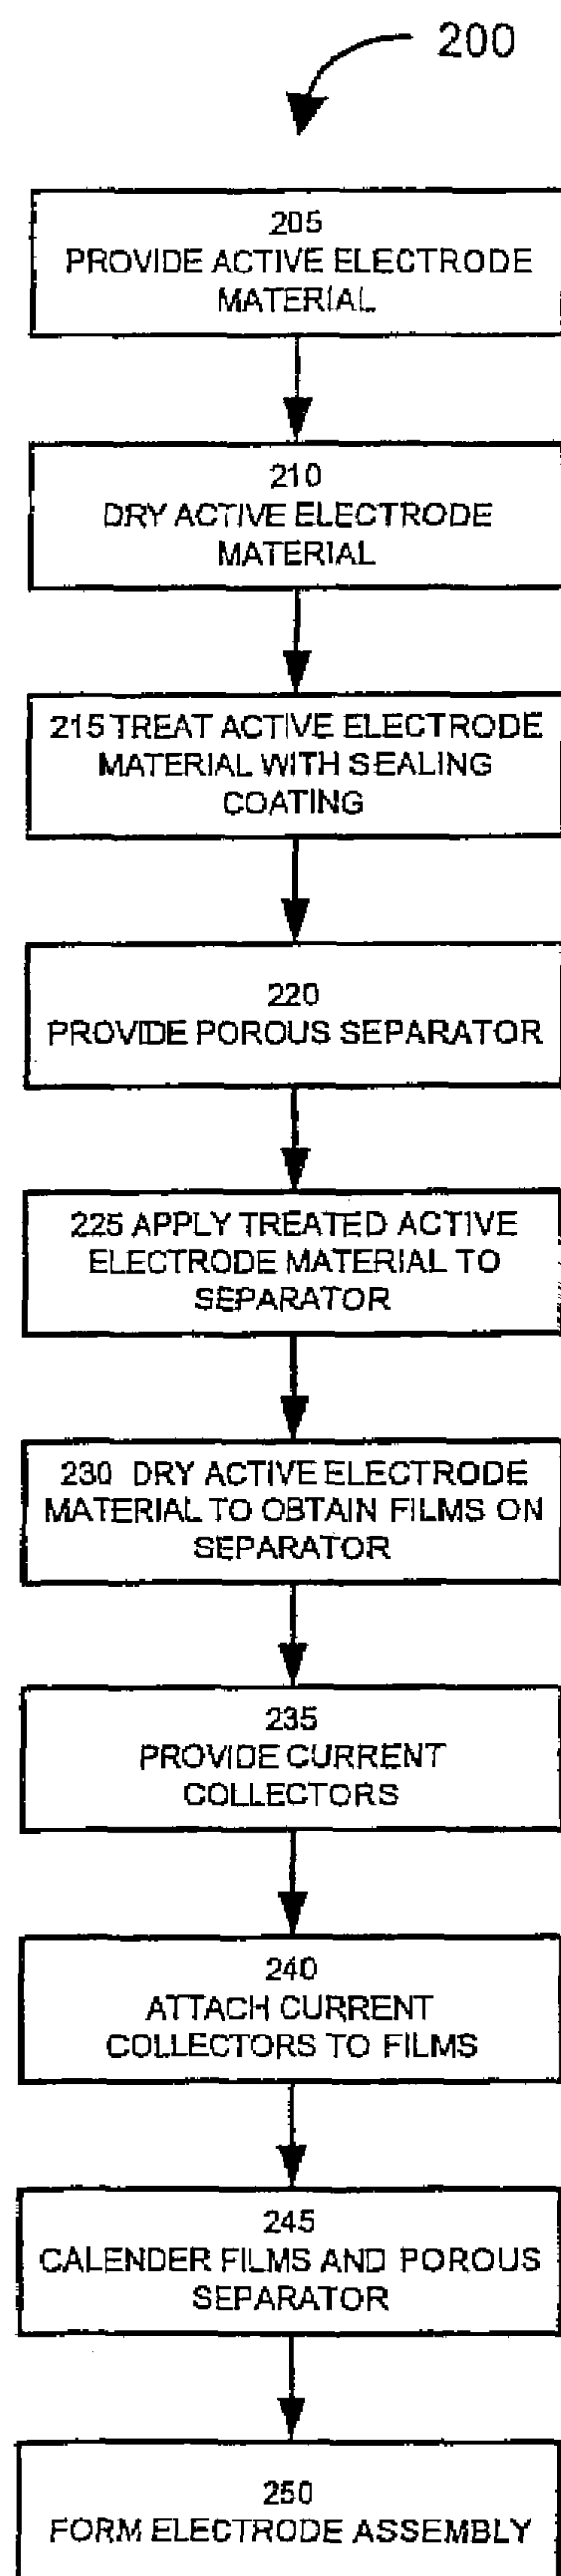 200
205
PROVIDE ACTIVE ELECTRODE
MATERIAL
210
DRY ACTIVE ELECTRODE
MATERIAL
215 TREAT ACTIVE ELECTRODE
MATERIAL WITH SEALING
COATING
220
PROVIDE POROUS SEPARATOR
225 APPLY TREATED ACTIVE
ELECTRODE MATERIAL TO
SEPARATOR
230 DRY ACTIVE ELECTRODE
MATERIAL TO OBTAIN FILMS ON
SEPARATOR
235
PROVIDE CURRENT
COLLECTORS
240
ATTACH CURRENT
COLLECTORS TO FILMS
245
CALENDER FILMS AND POROUS
SEPARATOR
250
FORM ELECTRODE ASSEMBLY